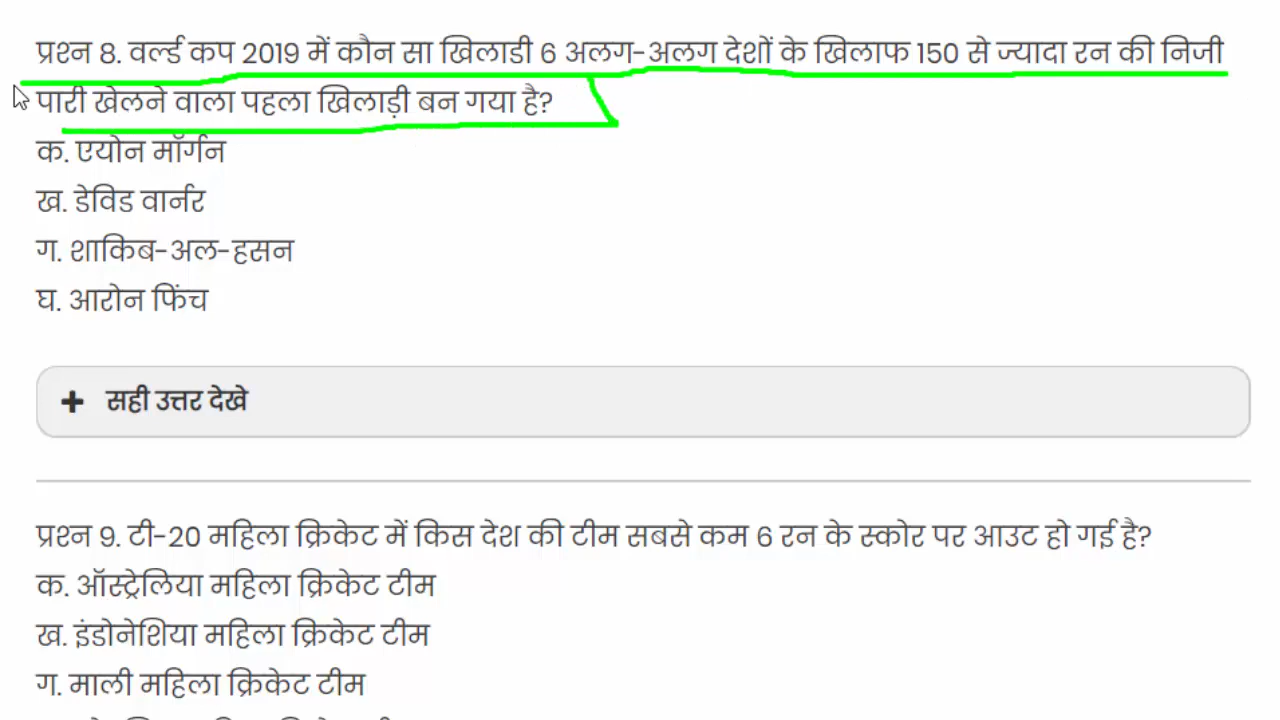 प्रश्न 8. वर्ल्ड कप 2019 में कौन सा खिलाडी 6 अलग-अलग देशों के खिलाफ 150 से ज्यादा रन की निजी
पारी खेलने वाला पहला खिलाड़ी बन गया है?
क. एयोन मॉर्गन
ख. डेविड वार्नर
ग. शाकिब-अल-हसन
घ. आरोन फिंच
सही उत्तर देखे
प्रश्न 9. टी-20 महिला क्रिकेट में किस देश की टीम सबसे कम 6 रन के स्कोर पर आउट हो गई है?
क. ऑस्ट्रेलिया महिला क्रिकेट टीम
ख. इंडोनेशिया महिला क्रिकेट टीम
ग. माली महिला क्रिकेट टीम